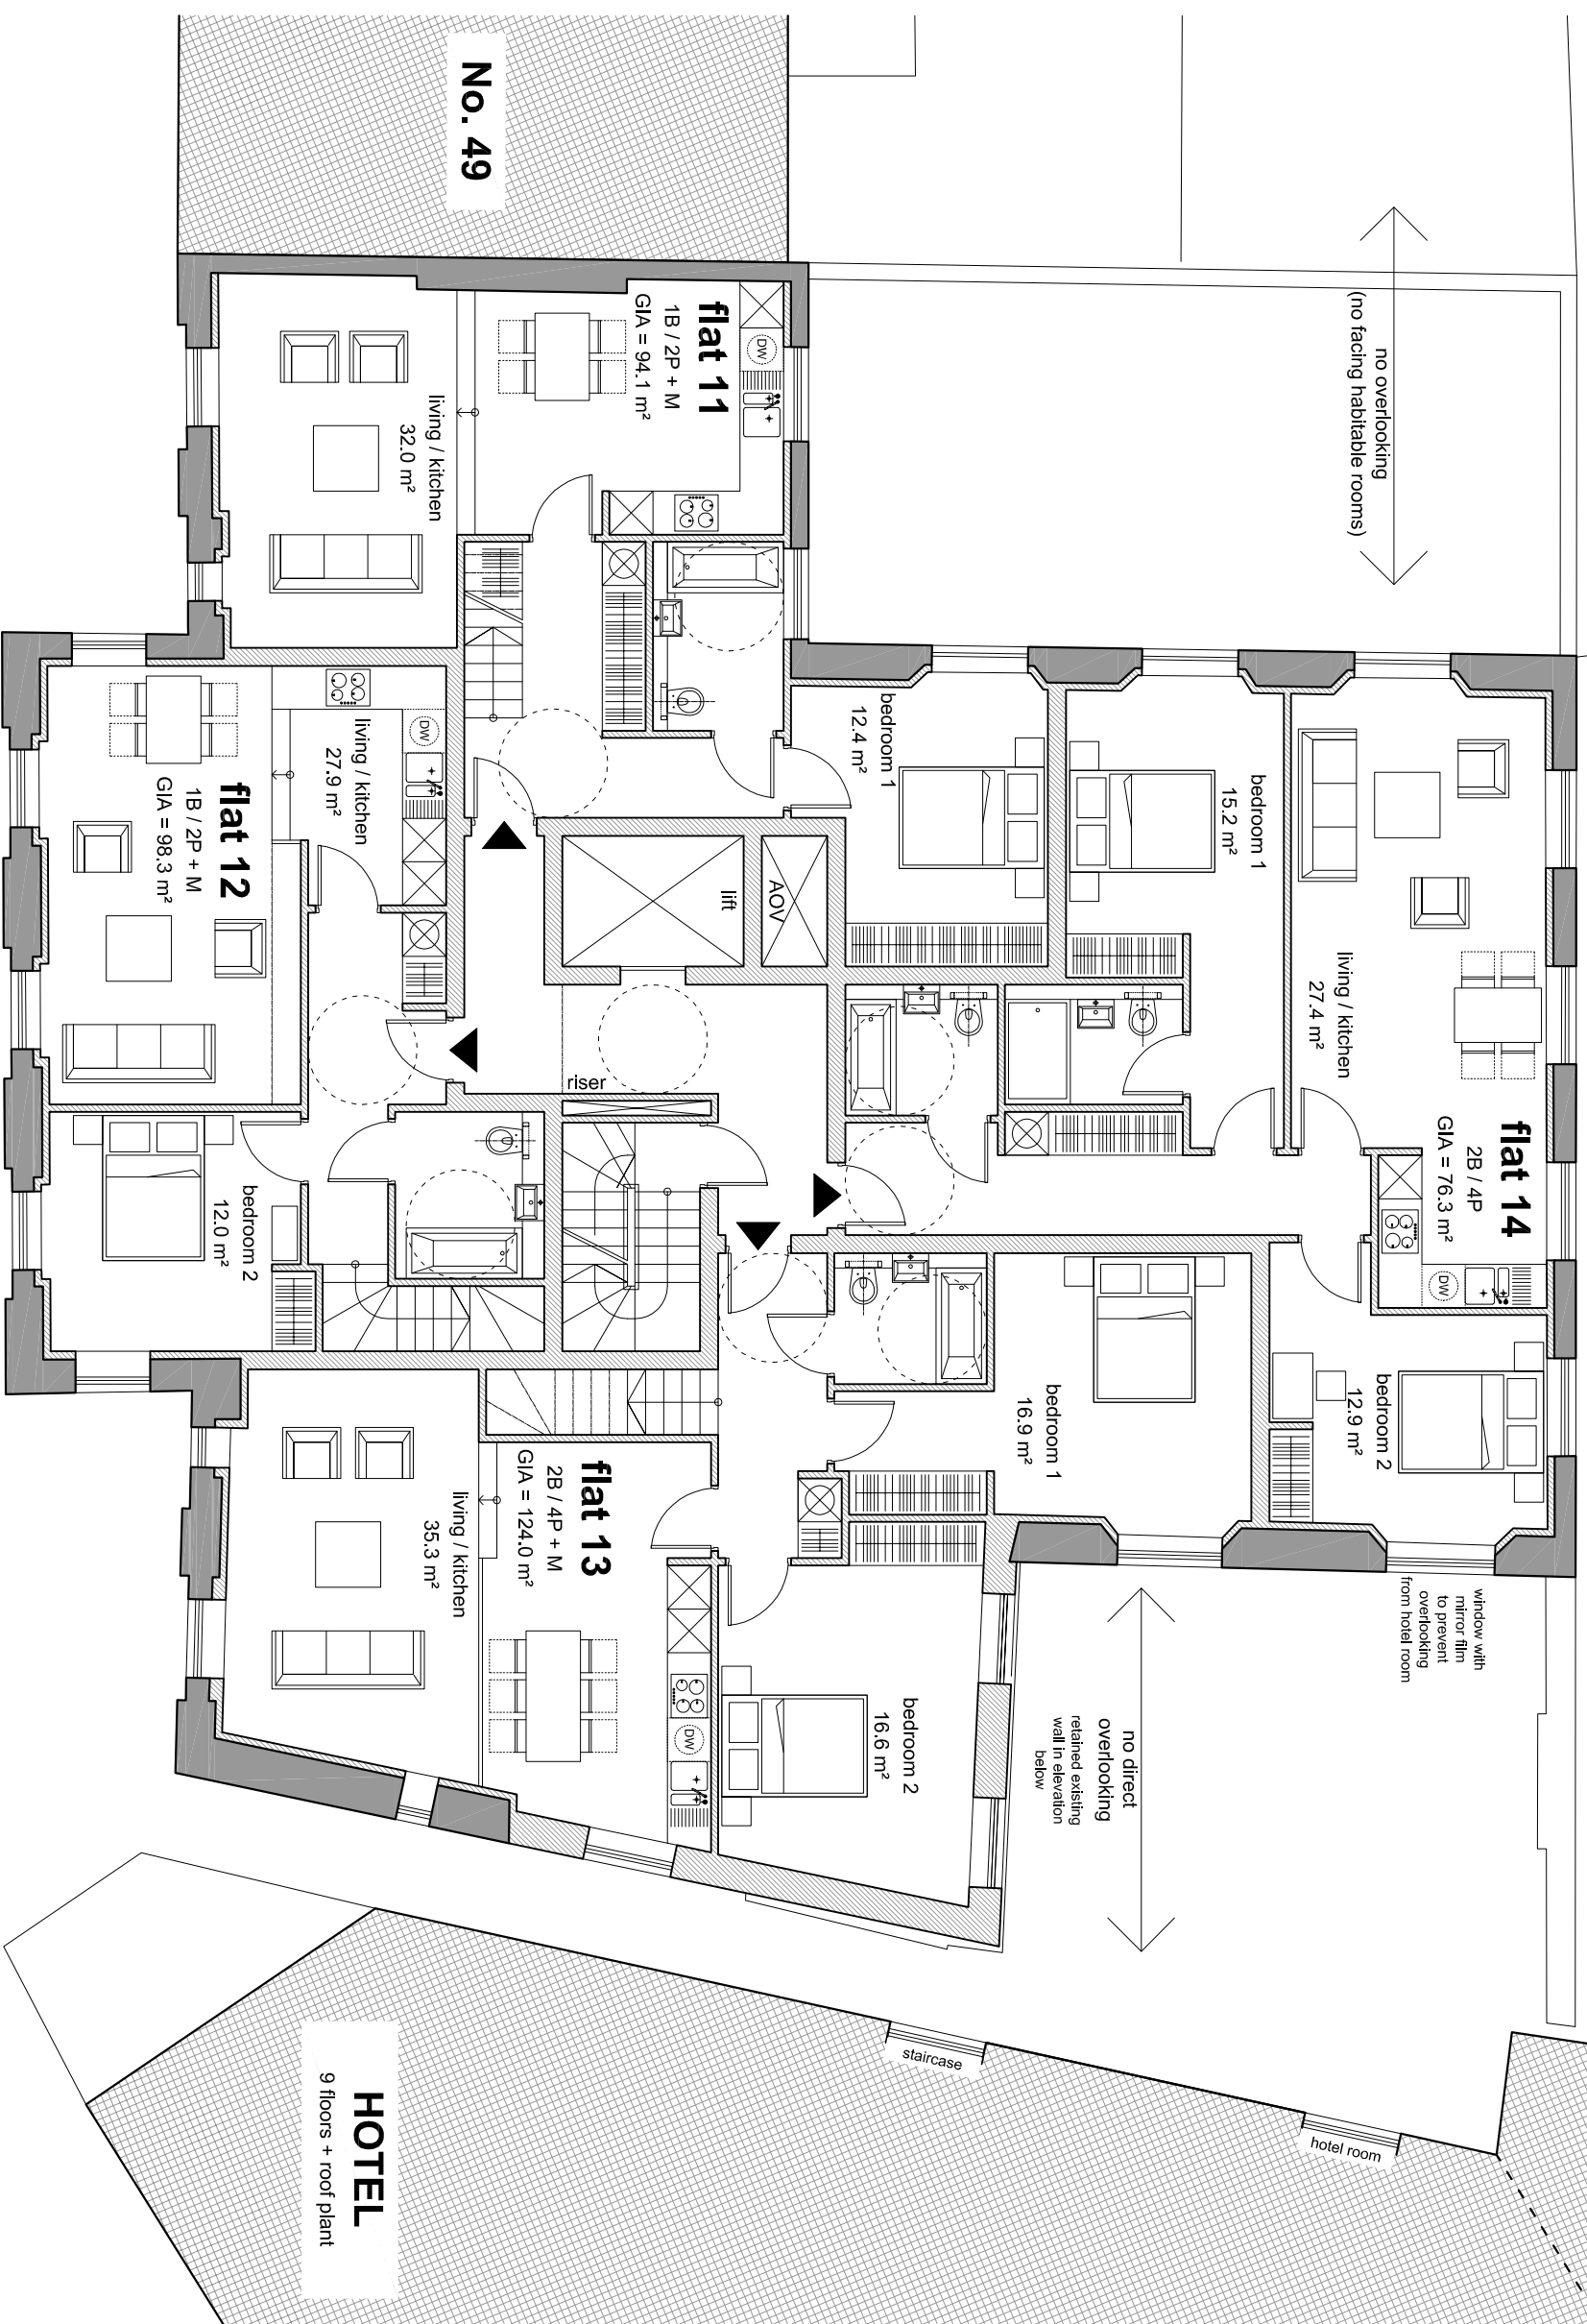 No. 49
no overlooking
(no facing habitable rooms)
flat 11
1B / 2P + M
GIA = 94.1 m²
DW
living / kitchen
32.0 m²
bedroom 1
12.4 m²
bedroom 1
15.2 m²
living / kitchen
27.4 m²
flat 14
2B / 4P
GIA = 76.3 m²
DW
bedroom 2
12.9 m²
DW
living / kitchen
27.9 m²
flat 12
1B / 2P + M
GIA = 98.3 m²
AOV
lift
riser
bedroom 2
12.0 m²
bedroom 1
16.9 m²
flat 13
2B / 4P + M
GIA = 124.0 m²
living / kitchen
35.3 m²
DW
bedroom 2
16.6 m²
window with
mirror film
to prevent
overlooking
from hotel room
no direct
overlooking
retained existing
wall in elevation
below
staircase
hotel room
HOTEL
9 floors + roof plant